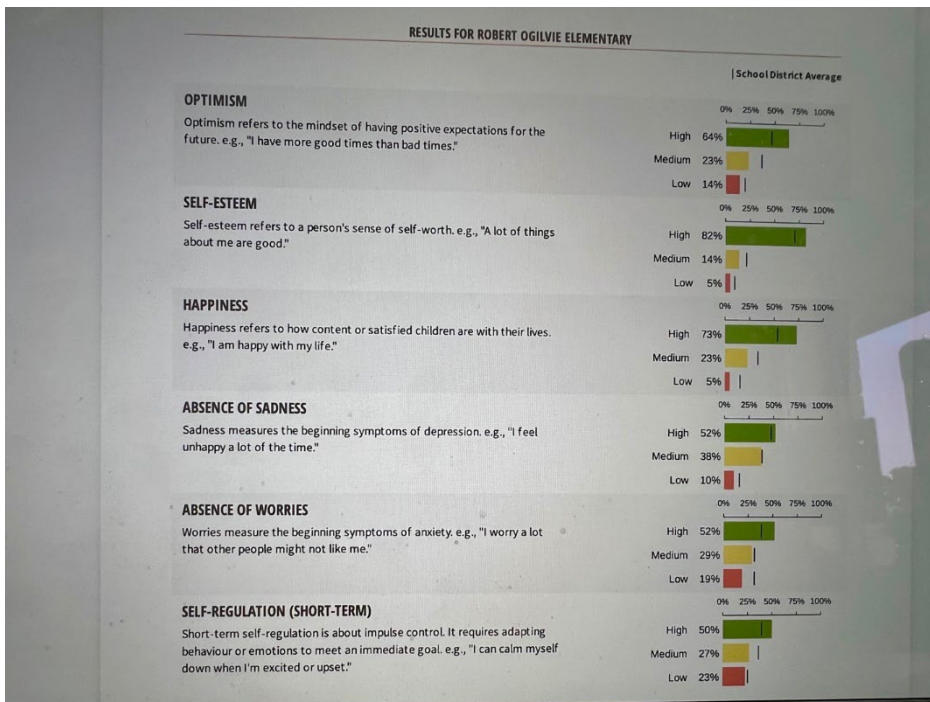 RESULTS FOR ROBERT OGILVIE ELEMENTARY
| School District Average
OPTIMISM
Optimism refers to the mindset of having positive expectations for the
future. e.g., "I have more good times than bad times."
0% 25% 50% 75% 100%
High 64%
Medium 23%
Low 14%
SELF-ESTEEM
Self-esteem refers to a person's sense of self-worth. e.g., "A lot of things
about me are good."
0% 25% 50% 75% 100%
High 82%
Medium 14%
Low 5%
HAPPINESS
Happiness refers to how content or satisfied children are with their lives.
e.g., "I am happy with my life."
0% 25% 50% 75% 100%
High 73%
Medium 23%
Low 5%
ABSENCE OF SADNESS
Sadness measures the beginning symptoms of depression. e.g., "I feel
unhappy a lot of the time."
0% 25% 50% 75% 100%
High 52%
Medium 38%
Low 10%
ABSENCE OF WORRIES
Worries measure the beginning symptoms of anxiety. e.g., "I worry a lot
that other people might not like me."
0% 25% 50% 75% 100%
High 52%
Medium 29%
Low 19%
SELF-REGULATION (SHORT-TERM)
Short-term self-regulation is about impulse control. It requires adapting
behaviour or emotions to meet an immediate goal. e.g., "I can calm myself
down when I'm excited or upset."
0% 25% 50% 75% 100%
High 50%
Medium 27%
Low 23%